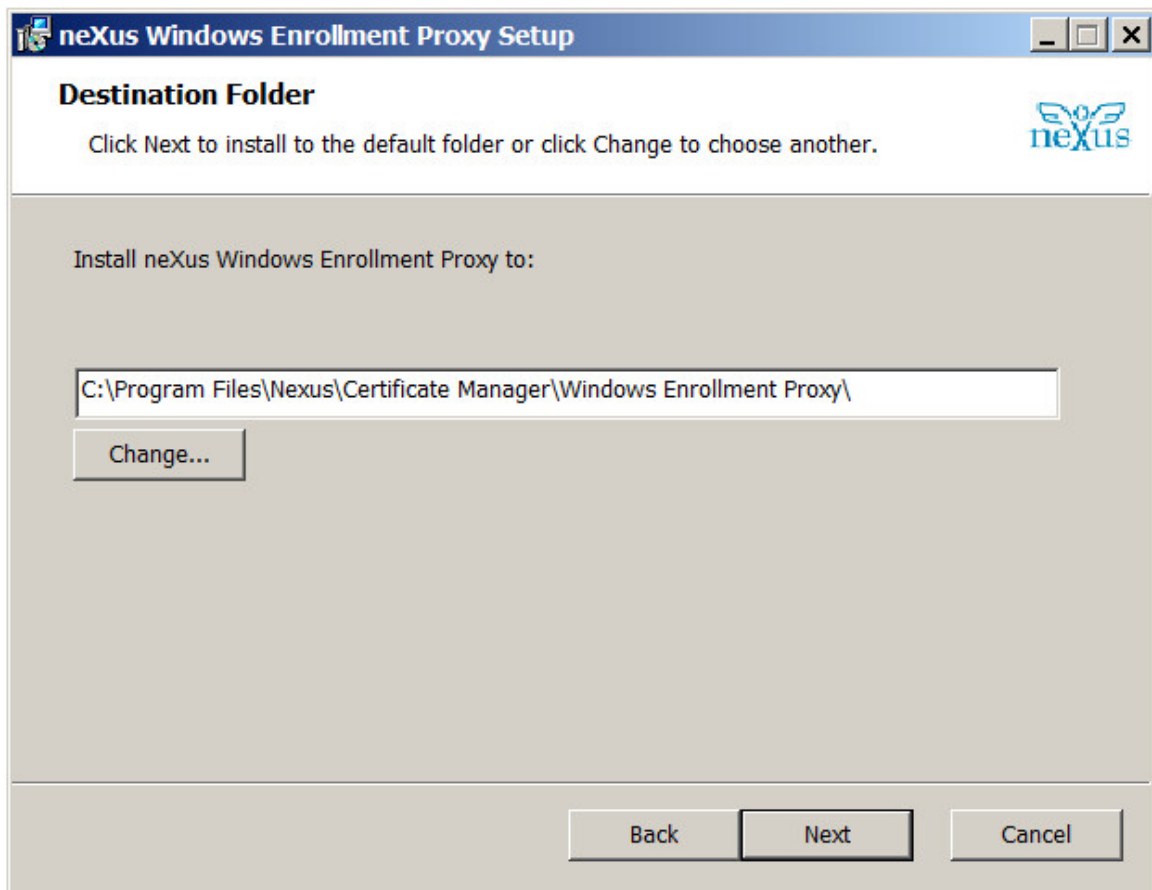 neXus Windows Enrollment Proxy Setup
Destination Folder
Click Next to install to the default folder or click Change to choose another.
neXus
Install neXus Windows Enrollment Proxy to:
C:\Program Files\Nexus\Certificate Manager\Windows Enrollment Proxy\
Change...
Back Next Cancel